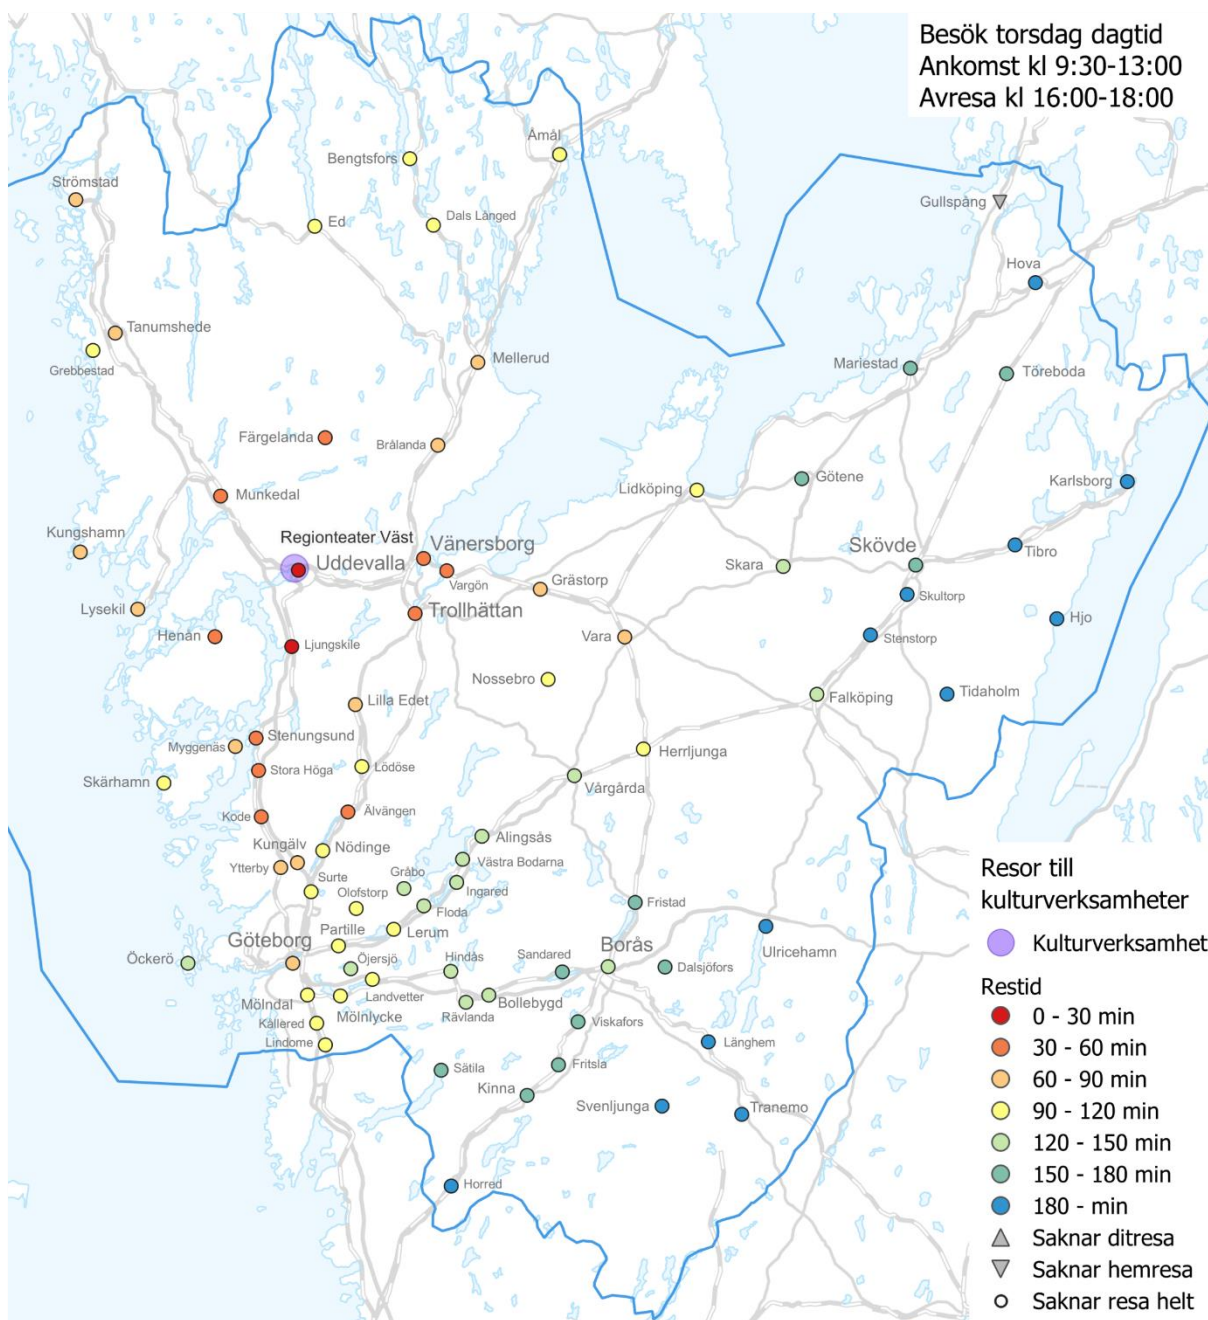 Besök torsdag dagtid
Ankomst kl 9:30-13:00
Avresa kl 16:00-18:00
Åmål
Bengtsfors
Strömstad
Gullspång
Ed
Dals Långed
Hova
Tanumshede
Grebbestad
Mellerud
Mariestad
Töreboda
Färgelanda
Brålanda
Lidköping
Götene
Karlsborg
Munkedal
Kungshamn
Regionteater Väst
Uddevalla
Vänersborg
Vargön
Grästorp
Skara
Skövde
Tibro
Skultorp
Lysekil
Henån
Trollhättan
Ljungskile
Vara
Stenstorp
Hjo
Nossebro
Tidaholm
Falköping
Lilla Edet
Stenungsund
Myggenäs
Herrljunga
Stora Höga
Lödöse
Skärhamn
Vårgårda
Kode
Älvängen
Kungälv
Nödinge
Alingsås
Ytterby
Västra Bodarna
Surte
Gråbo
Ingared
Olofstorp
Floda
Fristad
Partille
Lerum
Göteborg
Öckerö
Öjersjö
Hindås
Sandared
Borås
Dalsjöfors
Ulricehamn
Landvetter
Mölndal
Mölnlycke
Rävlanda
Bollebygd
Kållered
Viskafors
Lindome
Länghem
Sätila
Fritsla
Kinna
Svenljunga
Tranemo
Horred
Resor till
kulturverksamheter
Kulturverksamhet
Restid
0 - 30 min
30 - 60 min
60 - 90 min
90 - 120 min
120 - 150 min
150 - 180 min
180 - min
Saknar ditresa
Saknar hemresa
Saknar resa helt